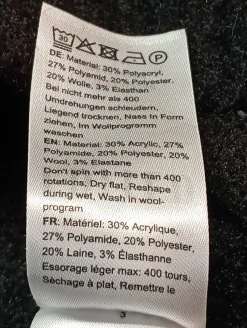 30 P
DE: Material: 30% Polyacryl,
27% Polyamid, 20% Polyester,
20% Wolle, 3% Elasthan
Bei nicht mehr als 400
Umdrehungen schleudern,
Liegend trocknen, Nass In Form
ziehen, Im Wollprogramm
waschen
EN: Material: 30% Acrylic, 27%
Polyamide, 20% Polyester, 20%
Wool, 3% Elastane
Don't spin with more than 400
rotations, Dry flat, Reshape
during wet, Wash in wool-
program
FR: Matériel: 30% Acrylique,
27% Polyamide, 20% Polyester,
20% Laine, 3% Élasthanne
Essorage léger max: 400 tours,
Sèchage à plat, Remettre le
3